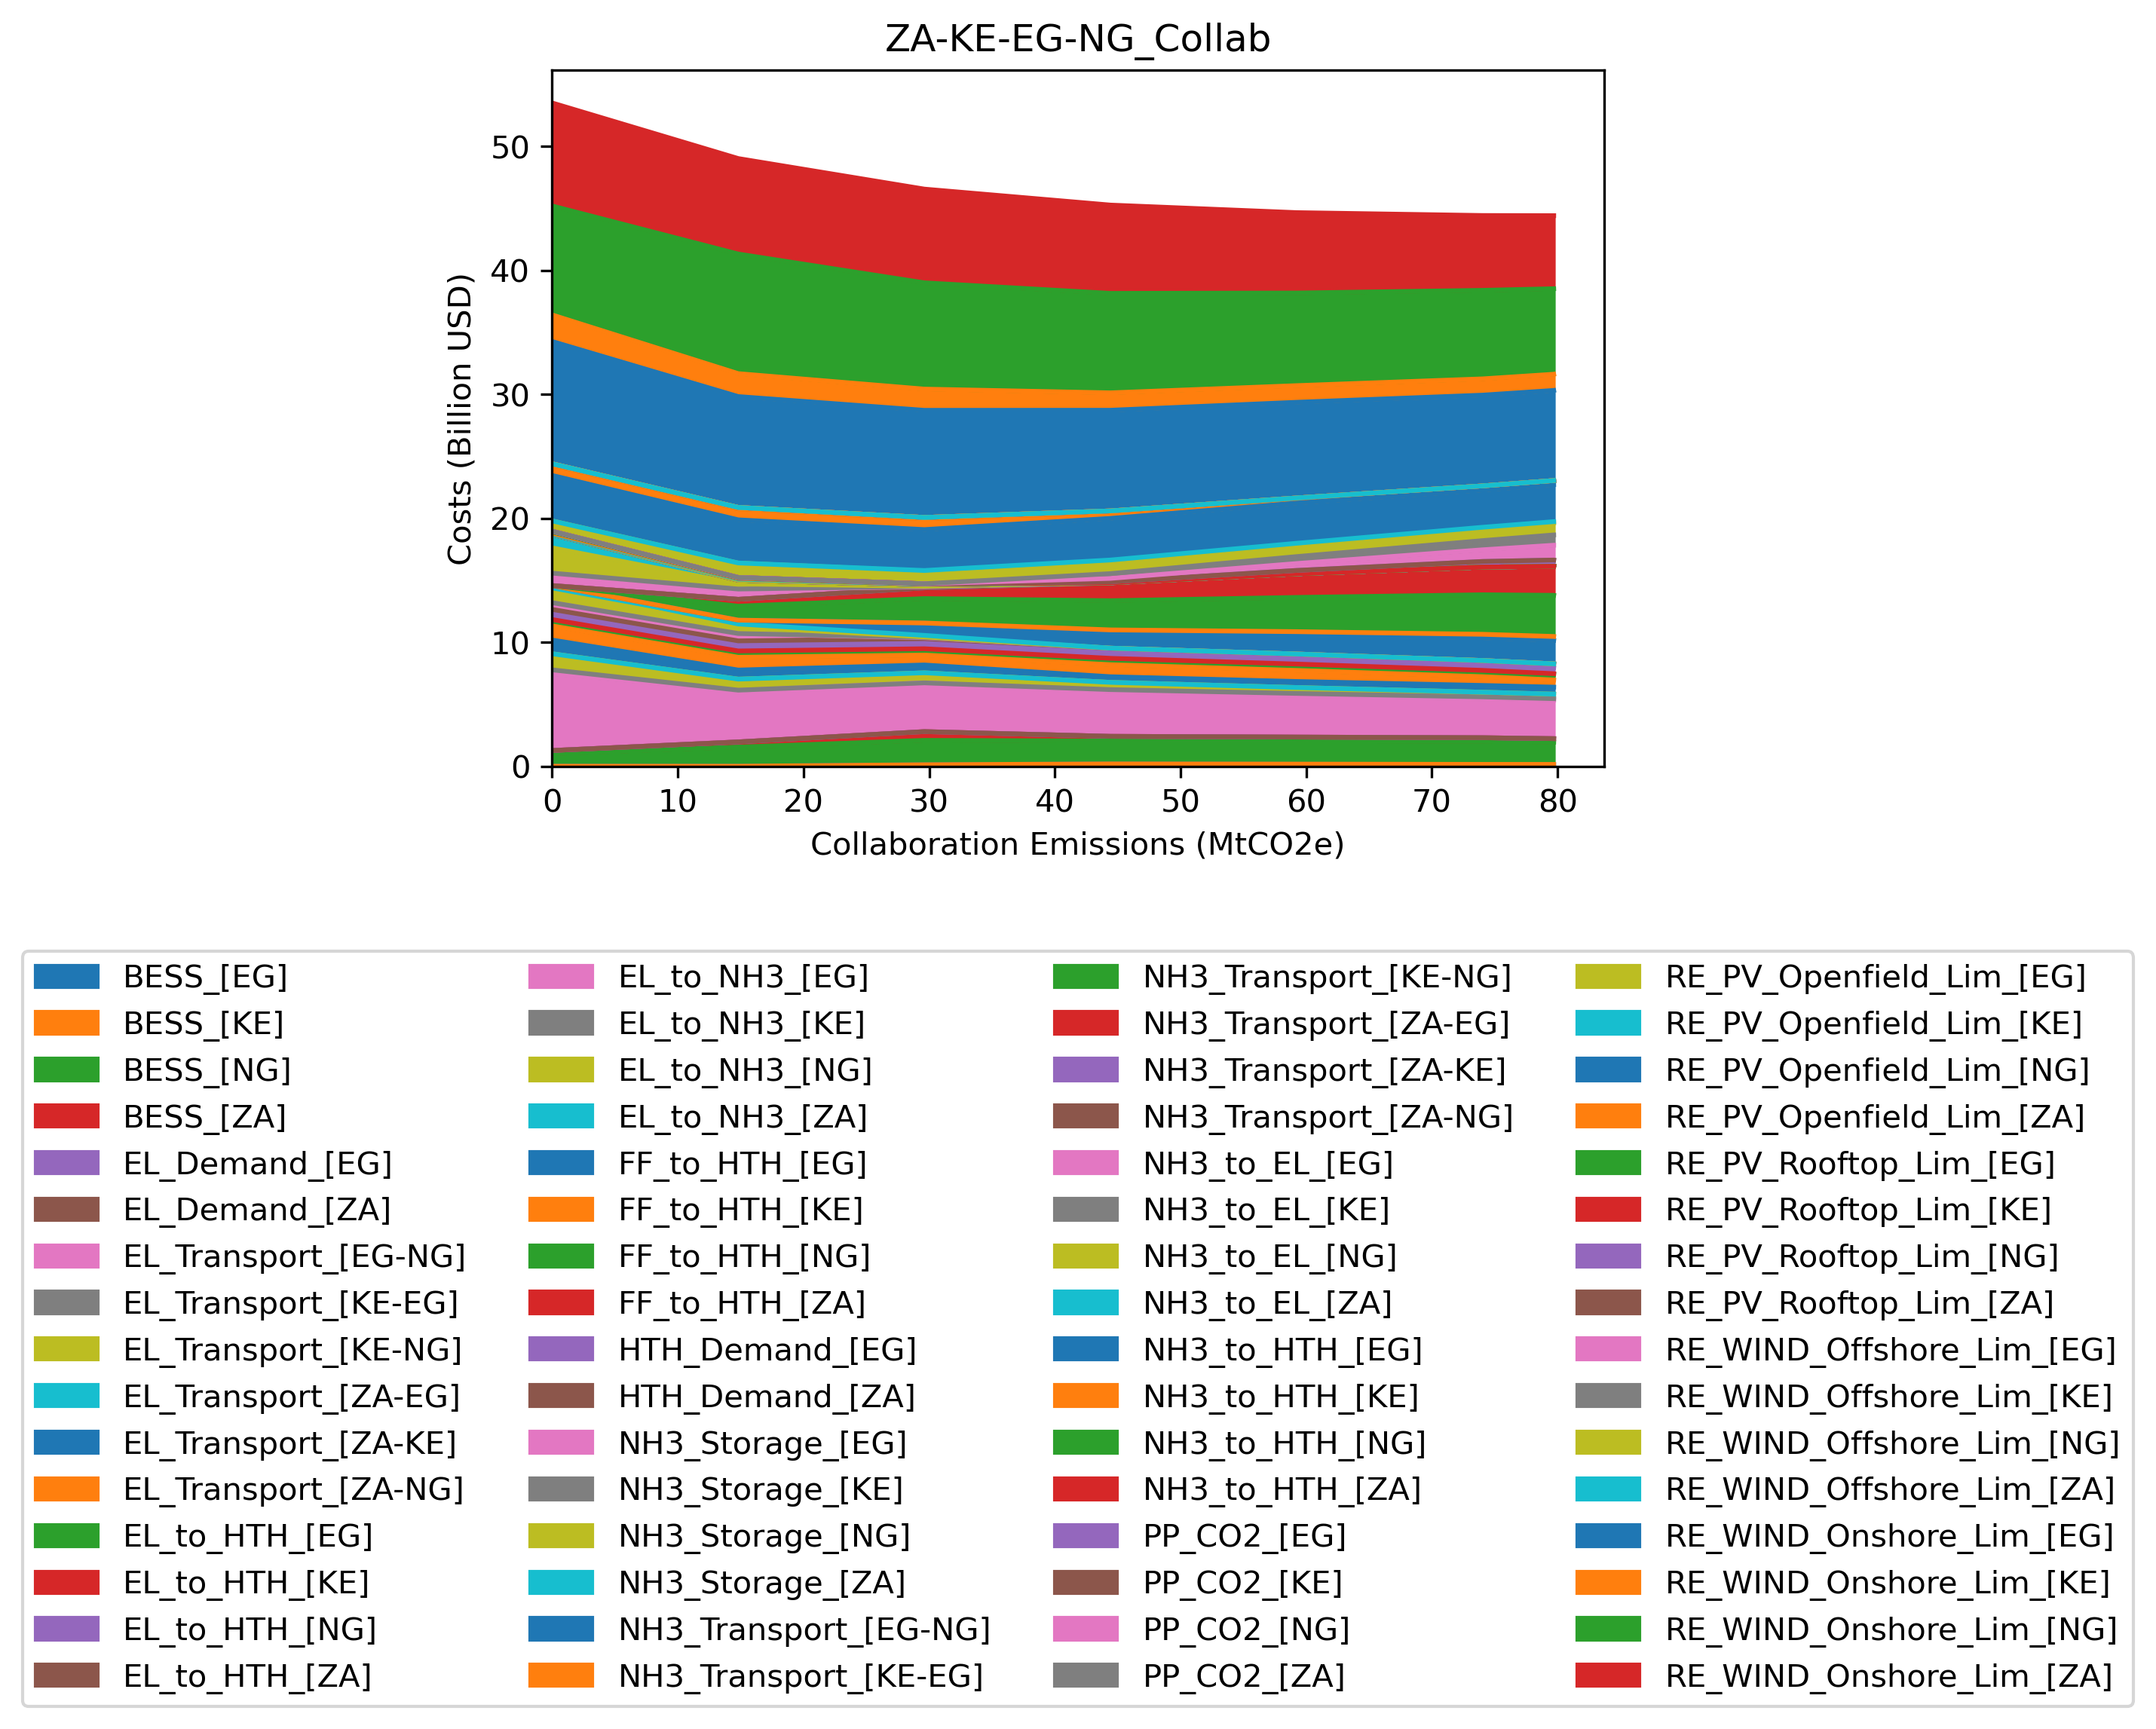 ZA-KE-EG-NG_Collab
50
40
30
20
10
0
Costs (Billion USD)
0 10 20 30 40 50 60 70 80
Collaboration Emissions (MtCO2e)
BESS_[EG]
BESS_[KE]
BESS_[NG]
BESS_[ZA]
EL_Demand_[EG]
EL_Demand_[ZA]
EL_Transport_[EG-NG]
EL_Transport_[KE-EG]
EL_Transport_[KE-NG]
EL_Transport_[ZA-EG]
EL_Transport_[ZA-KE]
EL_Transport_[ZA-NG]
EL_to_HTH_[EG]
EL_to_HTH_[KE]
EL_to_HTH_[NG]
EL_to_HTH_[ZA]
EL_to_NH3_[EG]
EL_to_NH3_[KE]
EL_to_NH3_[NG]
EL_to_NH3_[ZA]
FF_to_HTH_[EG]
FF_to_HTH_[KE]
FF_to_HTH_[NG]
FF_to_HTH_[ZA]
HTH_Demand_[EG]
HTH_Demand_[ZA]
NH3_Storage_[EG]
NH3_Storage_[KE]
NH3_Storage_[NG]
NH3_Storage_[ZA]
NH3_Transport_[EG-NG]
NH3_Transport_[KE-EG]
NH3_Transport_[KE-NG]
NH3_Transport_[ZA-EG]
NH3_Transport_[ZA-KE]
NH3_Transport_[ZA-NG]
NH3_to_EL_[EG]
NH3_to_EL_[KE]
NH3_to_EL_[NG]
NH3_to_EL_[ZA]
NH3_to_HTH_[EG]
NH3_to_HTH_[KE]
NH3_to_HTH_[NG]
NH3_to_HTH_[ZA]
PP_CO2_[EG]
PP_CO2_[KE]
PP_CO2_[NG]
PP_CO2_[ZA]
RE_PV_Openfield_Lim_[EG]
RE_PV_Openfield_Lim_[KE]
RE_PV_Openfield_Lim_[NG]
RE_PV_Openfield_Lim_[ZA]
RE_PV_Rooftop_Lim_[EG]
RE_PV_Rooftop_Lim_[KE]
RE_PV_Rooftop_Lim_[NG]
RE_PV_Rooftop_Lim_[ZA]
RE_WIND_Offshore_Lim_[EG]
RE_WIND_Offshore_Lim_[KE]
RE_WIND_Offshore_Lim_[NG]
RE_WIND_Offshore_Lim_[ZA]
RE_WIND_Onshore_Lim_[EG]
RE_WIND_Onshore_Lim_[KE]
RE_WIND_Onshore_Lim_[NG]
RE_WIND_Onshore_Lim_[ZA]